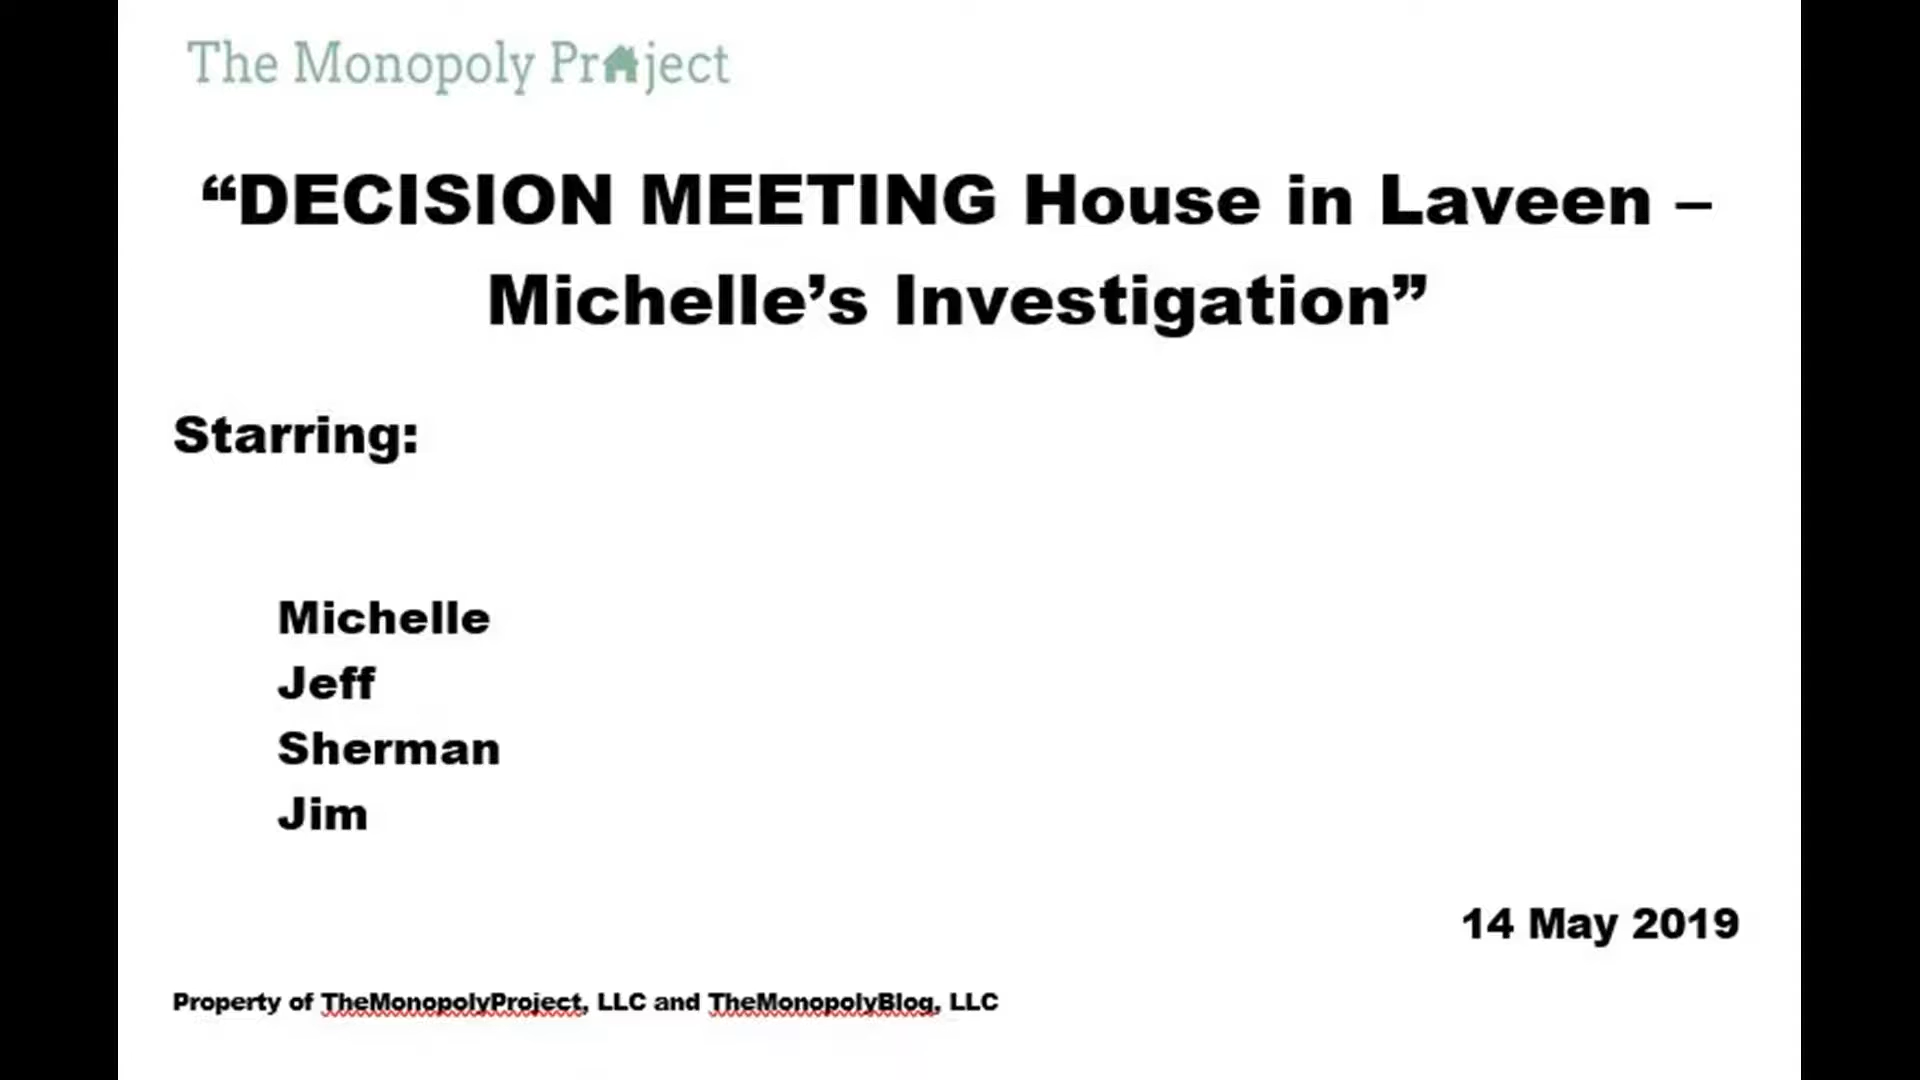 The Monopoly Project
“DECISION MEETING House in Laveen –
Michelle’s Investigation”
Starring:
Michelle
Jeff
Sherman
Jim
14 May 2019
Property of TheMonopolyProject, LLC and TheMonopolyBlog, LLC